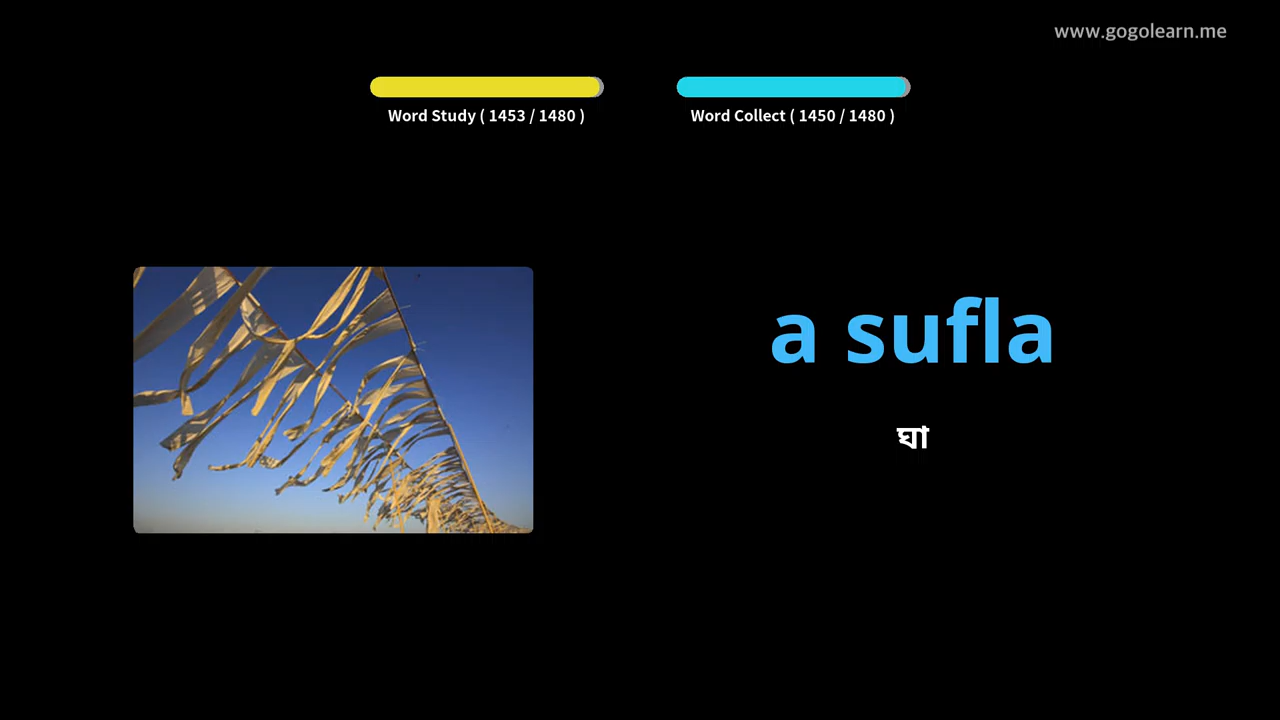 www.gogolearn.me
Word Study ( 1453 / 1480 )
Word Collect ( 1450 / 1480 )
a sufla
ঘা